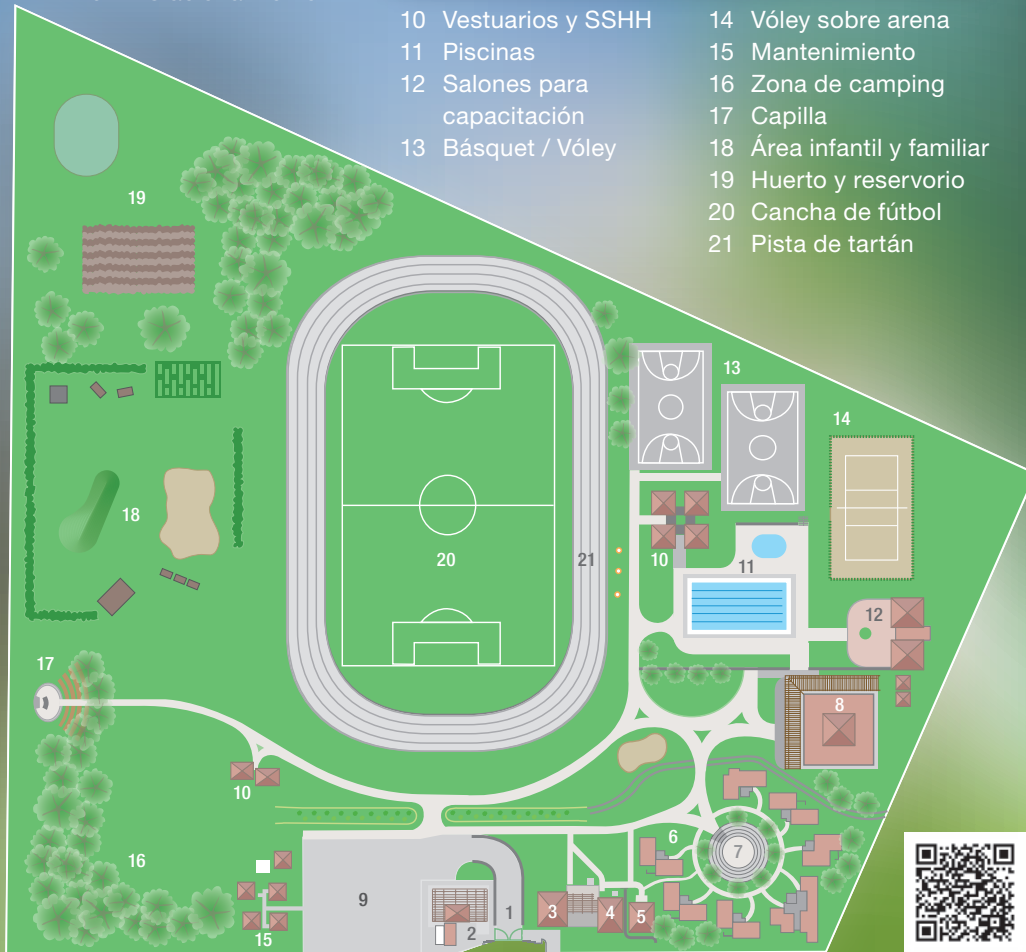 10 Vestuarios y SSHH
11 Piscinas
12 Salones para
capacitación
13 Básquet / Vóley
14 Vóley sobre arena
15 Mantenimiento
16 Zona de camping
17 Capilla
18 Área infantil y familiar
19 Huerto y reservorio
20 Cancha de fútbol
21 Pista de tartán
19
13
14
18
20
21
10
11
12
17
8
10
6
7
16
9
3
4
5
1
2
15